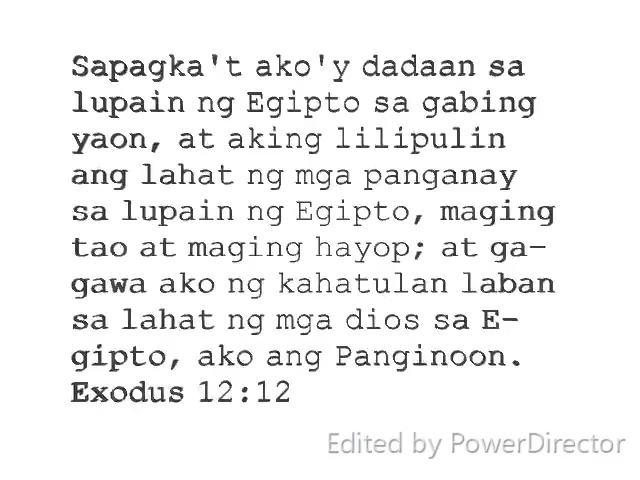 Sapagka't ako'y dadaan sa
lupain ng Egipto sa gabing
yaon, at aking lilipulin
ang lahat ng mga panganay
sa lupain ng Egipto, maging
tao at maging hayop; at ga-
gawa ako ng kahatulan laban
sa lahat ng mga dios sa E-
gipto, ako ang Panginoon.
Exodus 12:12
Edited by PowerDirector